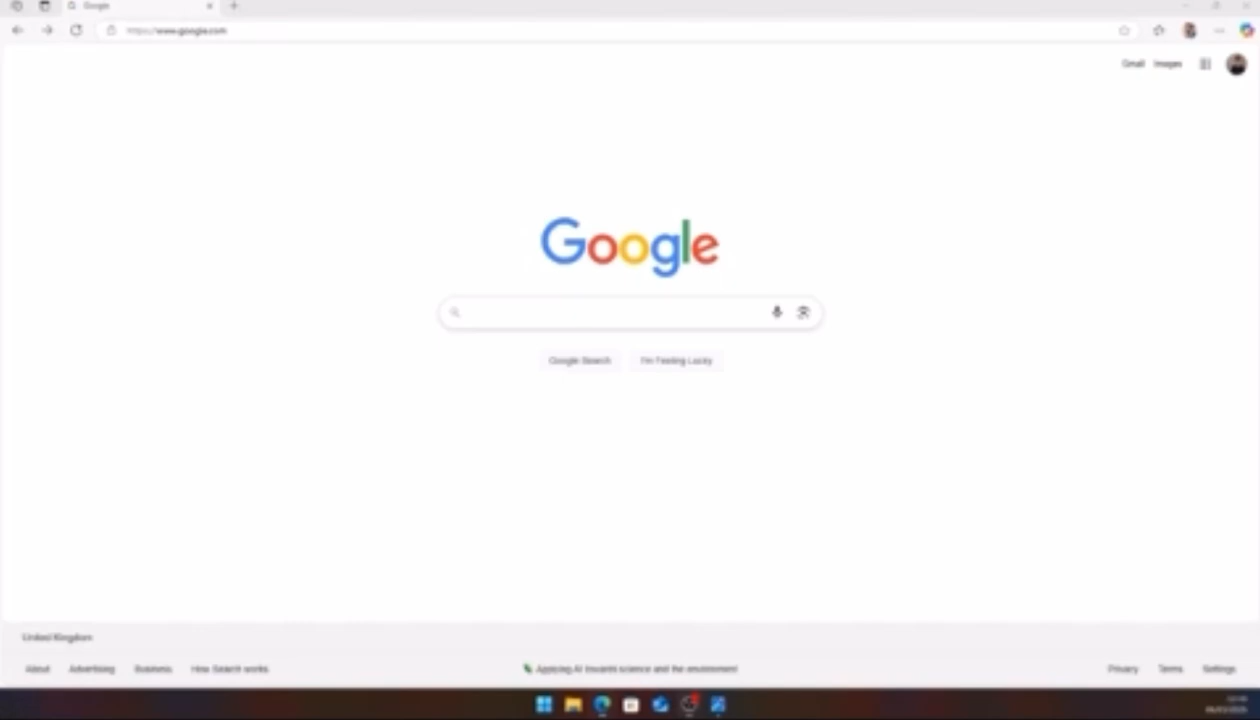 Google
https://www.google.com
Gmail Images
Google
Google Search I'm Feeling Lucky
United Kingdom
About Advertising Business How Search works
Applying AI towards science and the environment
Privacy Terms Settings